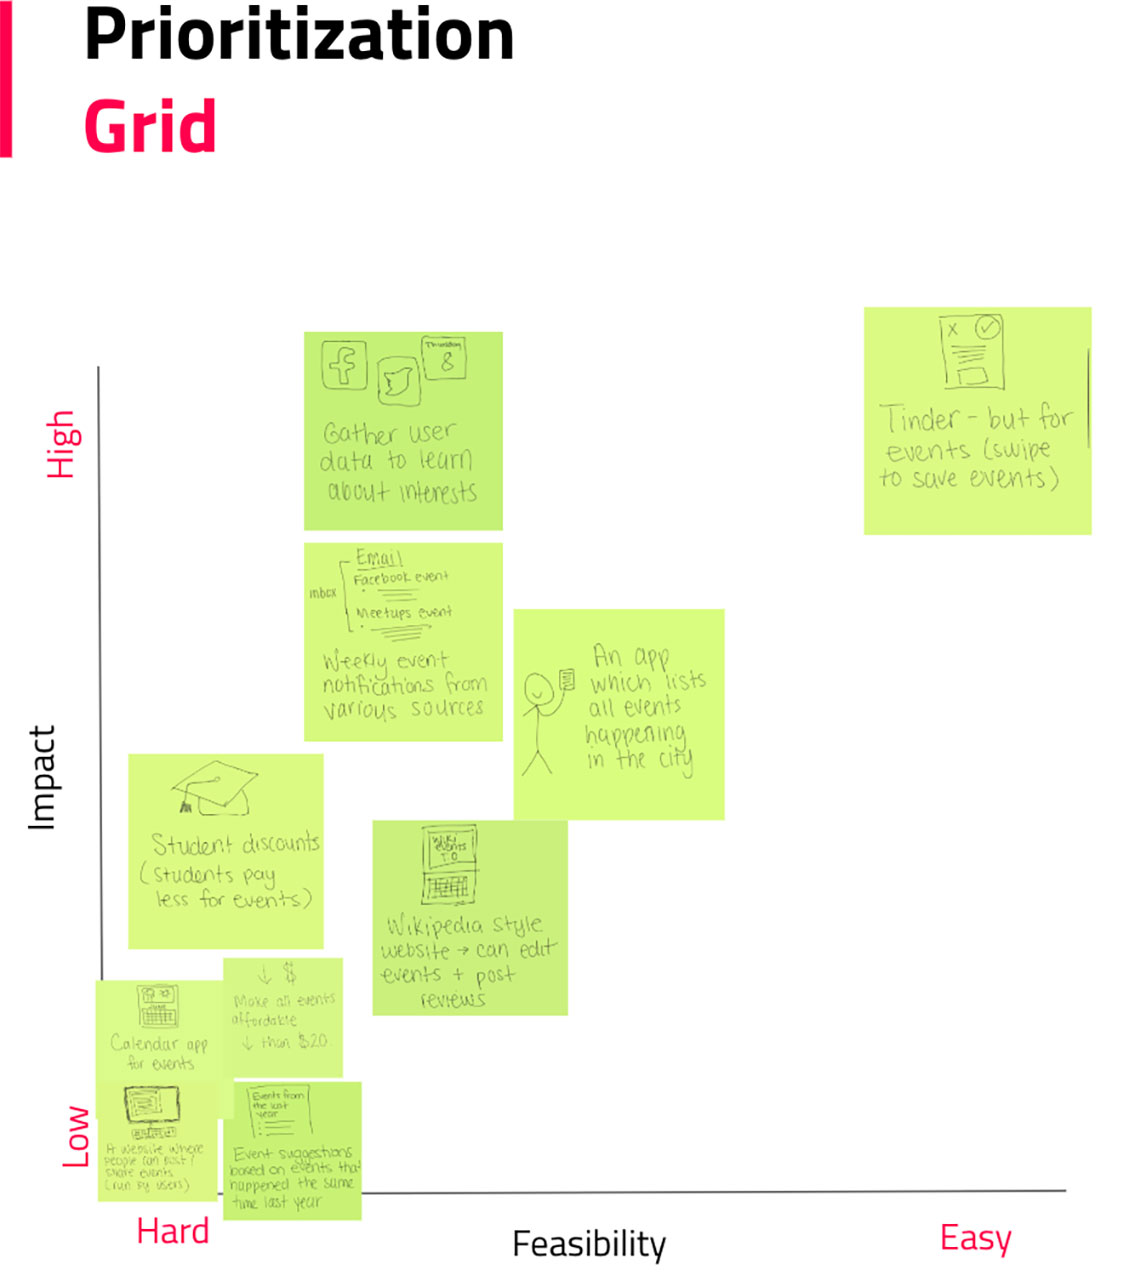 Prioritization
Grid
High
Impact
Low
Hard
Feasibility
Easy
Thursday
8
Gather user
data to learn
about interests
X
Tinder - but for
events (swipe
to save events)
inbox
Email
Facebook event
Meetups event
Weekly event
notifications from
various sources
An app
which lists
all events
happening
in the city
Student discounts
(students pay
less for events)
Wiki
events
T.O
Wikipedia style
website → can edit
events + post
reviews
Calendar app
for events
↓ $
Make all events
affordable
↓ than $20.
A website where
people can post/
share events
(run by users)
Events from
the last
year
Event suggestions
based on events that
happened the same
time last year